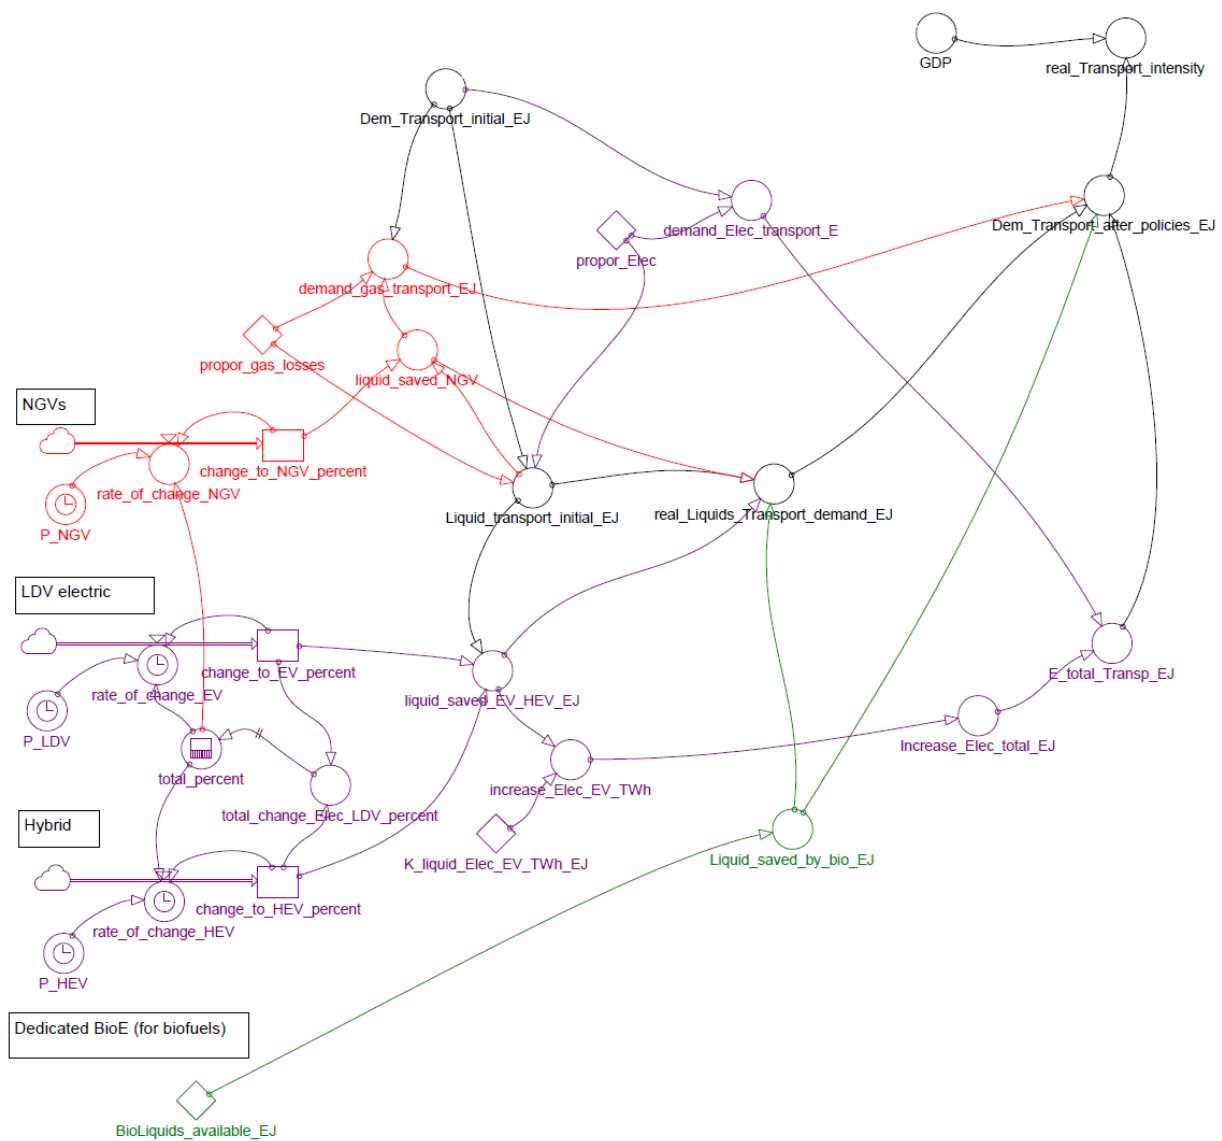 GDP
real_Transport_intensity
Dem_Transport_initial_EJ
Dem_Transport_after_policies_EJ
demand_Elec_transport_E
propor_Elec
demand_gas_transport_EJ
propor_gas_losses
liquid_saved_NGV
NGVs
change_to_NGV_percent
rate_of_change_NGV
P_NGV
Liquid_transport_initial_EJ
real_Liquids_Transport_demand_EJ
LDV electric
change_to_EV_percent
rate_of_change_EV
liquid_saved_EV_HEV_EJ
E_total_Transp_EJ
P_LDV
Increase_Elec_total_EJ
total_percent
increase_Elec_EV_TWh
total_change_Elec_LDV_percent
Hybrid
K_liquid_Elec_EV_TWh_EJ
Liquid_saved_by_bio_EJ
change_to_HEV_percent
rate_of_change_HEV
P_HEV
Dedicated BioE (for biofuels)
BioLiquids_available_EJ